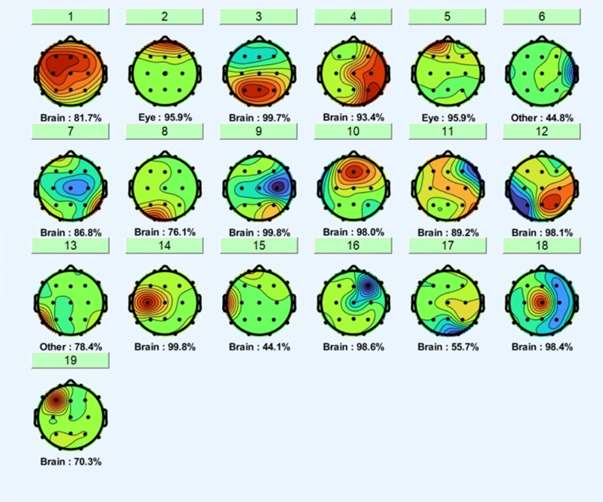 1 2 3 4 5 6
Brain : 81.7% Eye : 95.9% Brain : 99.7% Brain : 93.4% Eye : 95.9% Other : 44.8%
7 8 9 10 11 12
Brain : 86.8% Brain : 76.1% Brain : 99.8% Brain : 98.0% Brain : 89.2% Brain : 98.1%
13 14 15 16 17 18
Other : 78.4% Brain : 99.8% Brain : 44.1% Brain : 98.6% Brain : 55.7% Brain : 98.4%
19
Brain : 70.3%